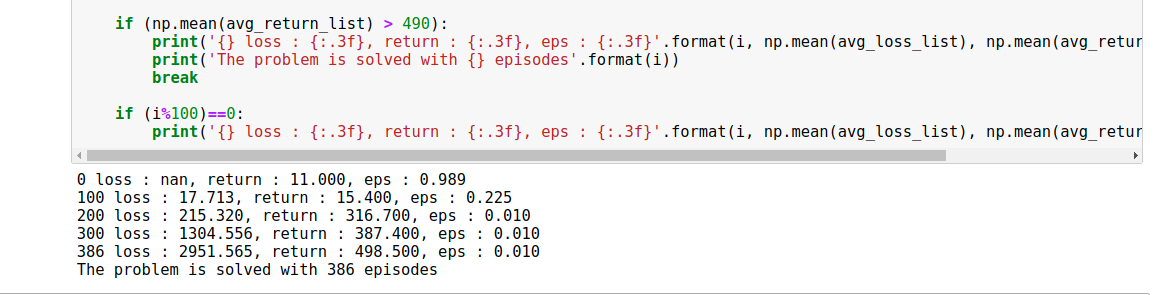 if (np.mean(avg_return_list) > 490):
print('{} loss : {:.3f}, return : {:.3f}, eps : {:.3f}'.format(i, np.mean(avg_loss_list), np.mean(avg_retur
print('The problem is solved with {} episodes'.format(i))
break
if (i%100)==0:
print('{} loss : {:.3f}, return : {:.3f}, eps : {:.3f}'.format(i, np.mean(avg_loss_list), np.mean(avg_retur
0 loss : nan, return : 11.000, eps : 0.989
100 loss : 17.713, return : 15.400, eps : 0.225
200 loss : 215.320, return : 316.700, eps : 0.010
300 loss : 1304.556, return : 387.400, eps : 0.010
386 loss : 2951.565, return : 498.500, eps : 0.010
The problem is solved with 386 episodes